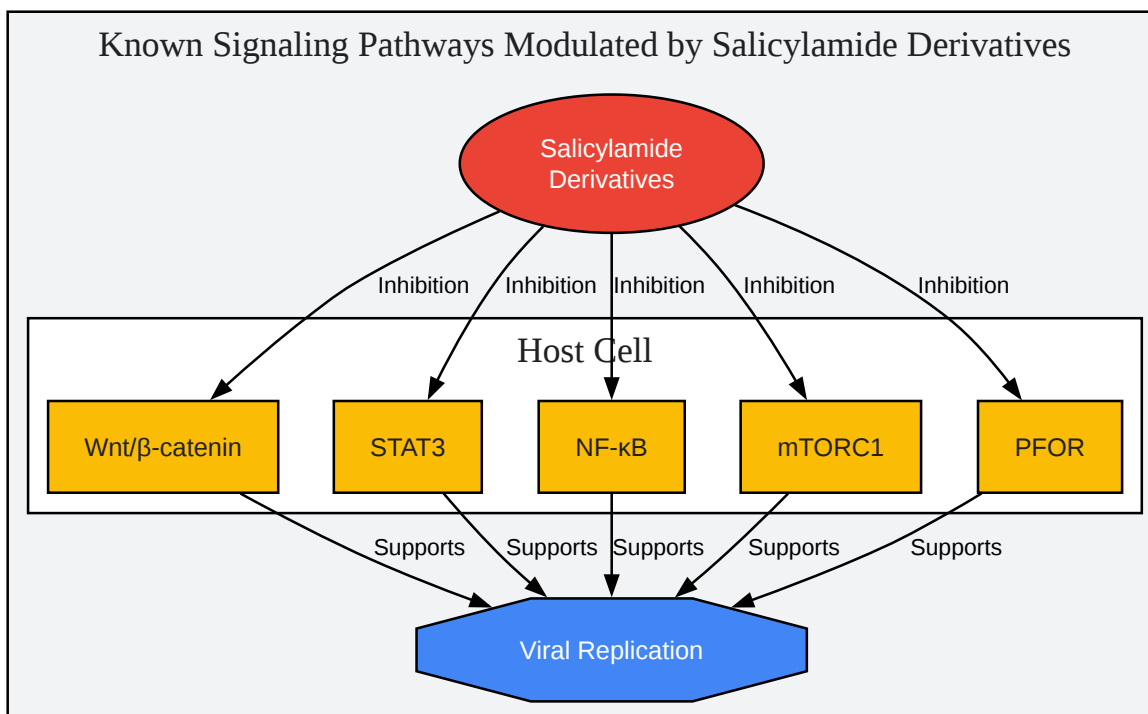 Known Signaling Pathways Modulated by Salicylamide Derivatives
Salicylamide
Derivatives
Inhibition
Inhibition
Inhibition
Inhibition
Inhibition
Host Cell
Wnt/β-catenin
STAT3
NF-κB
mTORC1
PFOR
Supports
Supports
Supports
Supports
Supports
Viral Replication